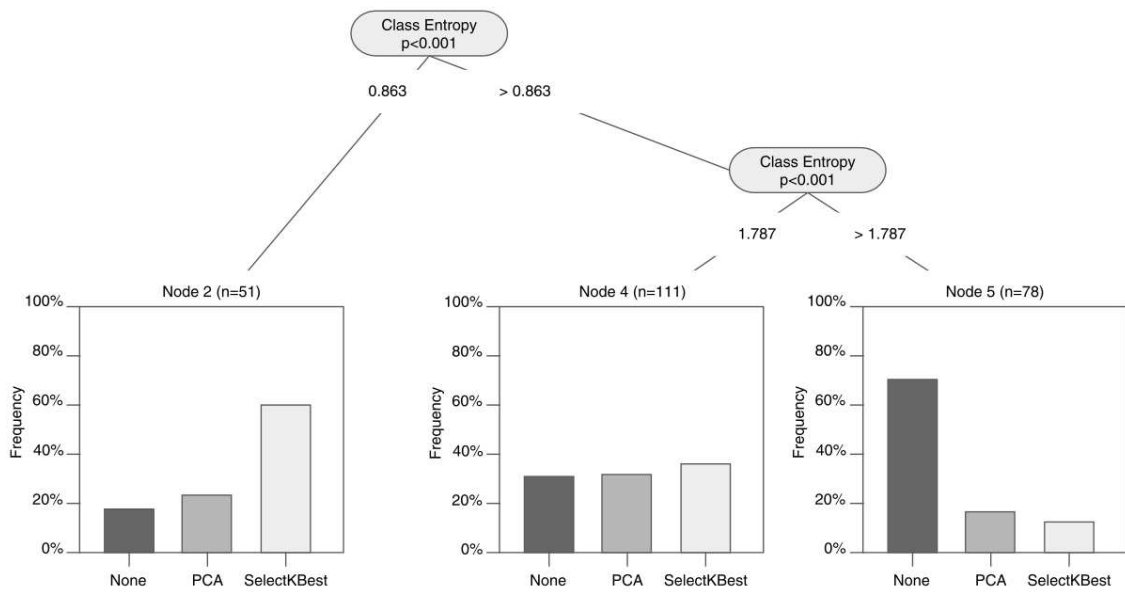 Class Entropy
p<0.001
0.863
> 0.863
Class Entropy
p<0.001
1.787
> 1.787
Node 2 (n=51)
100%
80%
60%
40%
20%
0%
Frequency
None
PCA
SelectKBest
Node 4 (n=111)
100%
80%
60%
40%
20%
0%
Frequency
None
PCA
SelectKBest
Node 5 (n=78)
100%
80%
60%
40%
20%
0%
Frequency
None
PCA
SelectKBest